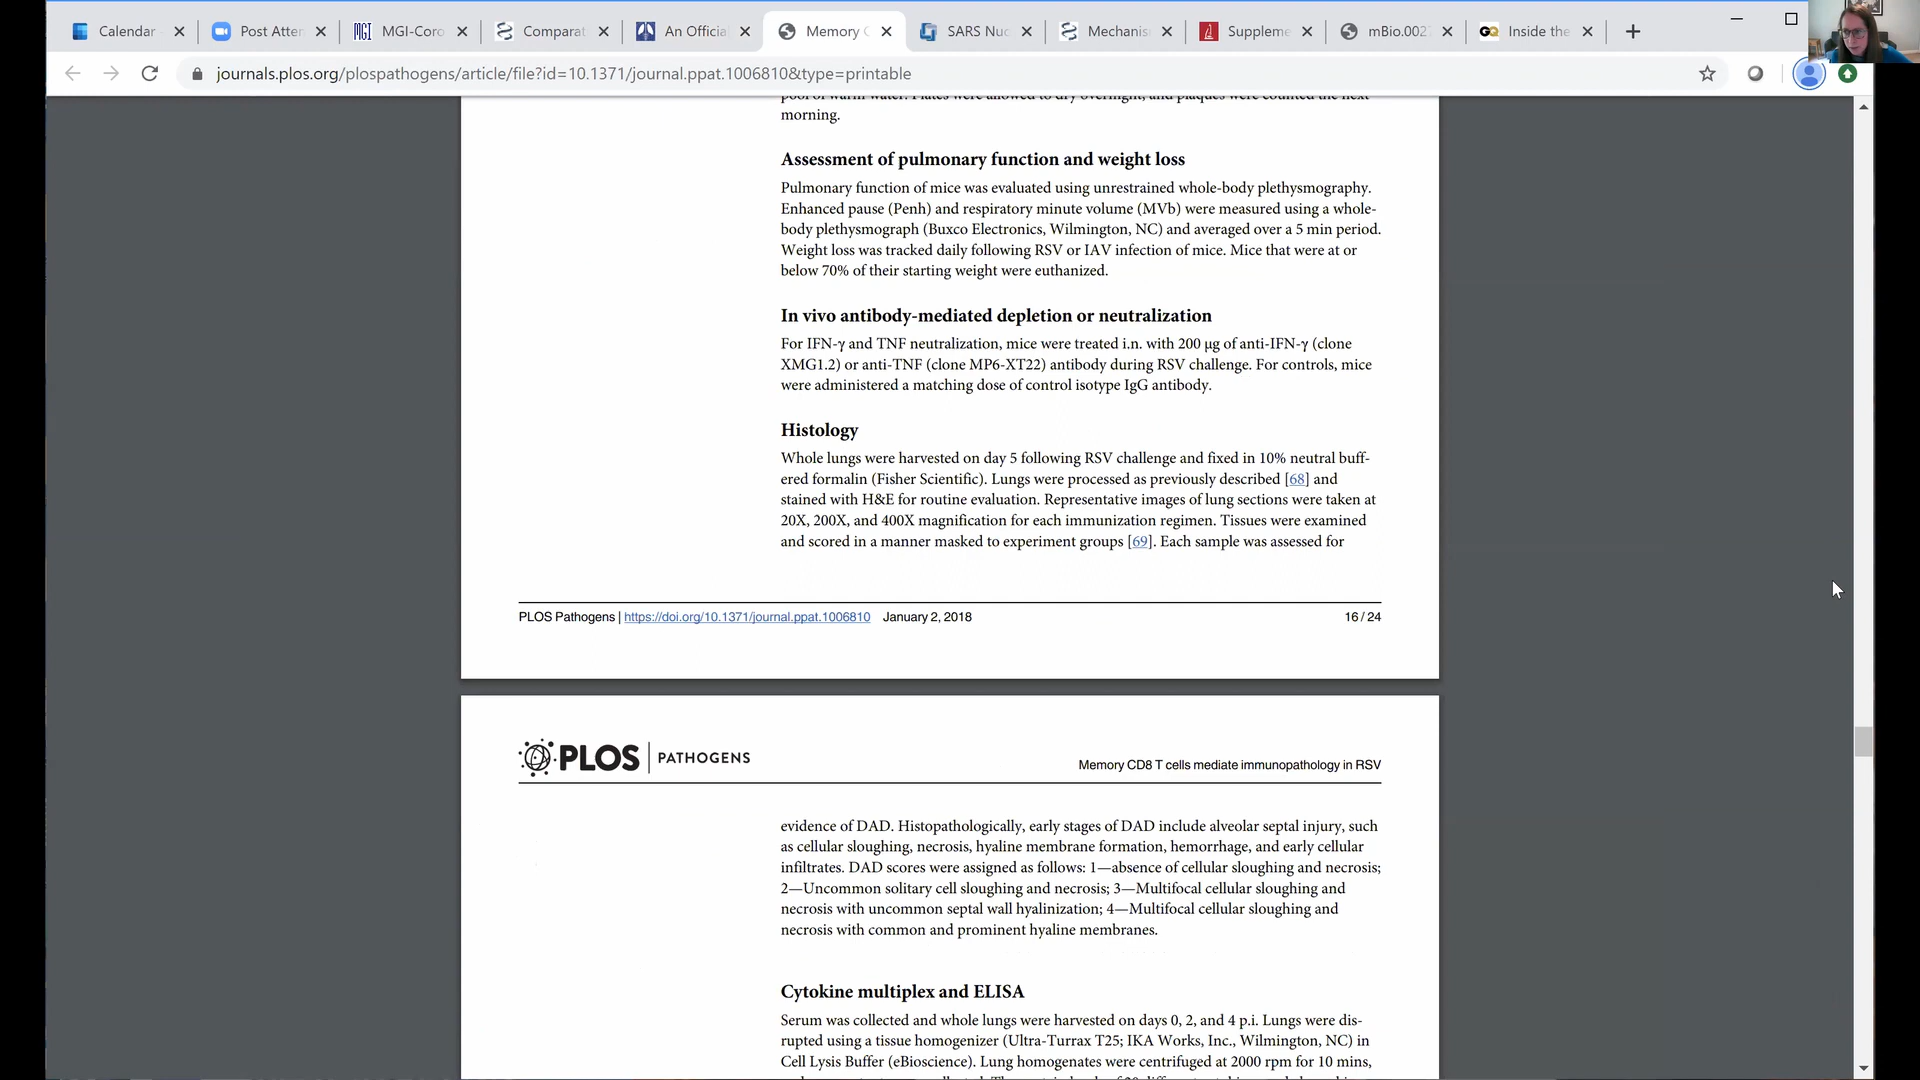 Calendar
Post Atter
MGI MGI-Coro
Comparat
An Officia
Memory C
SARS Nuc
Mechanis
Suppleme
mBio.002
GQ Inside the
journals.plos.org/plospathogens/article/file?id=10.1371/journal.ppat.1006810&type=printable
pool of warm water. Plates were allowed to dry overnight, and plaques were counted the next
morning.
Assessment of pulmonary function and weight loss
Pulmonary function of mice was evaluated using unrestrained whole-body plethysmography.
Enhanced pause (Penh) and respiratory minute volume (MVb) were measured using a whole-
body plethysmograph (Buxco Electronics, Wilmington, NC) and averaged over a 5 min period.
Weight loss was tracked daily following RSV or IAV infection of mice. Mice that were at or
below 70% of their starting weight were euthanized.
In vivo antibody-mediated depletion or neutralization
For IFN-γ and TNF neutralization, mice were treated i.n. with 200 μg of anti-IFN-γ (clone
XMG1.2) or anti-TNF (clone MP6-XT22) antibody during RSV challenge. For controls, mice
were administered a matching dose of control isotype IgG antibody.
Histology
Whole lungs were harvested on day 5 following RSV challenge and fixed in 10% neutral buff-
ered formalin (Fisher Scientific). Lungs were processed as previously described [68] and
stained with H&E for routine evaluation. Representative images of lung sections were taken at
20X, 200X, and 400X magnification for each immunization regimen. Tissues were examined
and scored in a manner masked to experiment groups [69]. Each sample was assessed for
PLOS Pathogens | https://doi.org/10.1371/journal.ppat.1006810 January 2, 2018 16 / 24
PLOS | PATHOGENS
Memory CD8 T cells mediate immunopathology in RSV
evidence of DAD. Histopathologically, early stages of DAD include alveolar septal injury, such
as cellular sloughing, necrosis, hyaline membrane formation, hemorrhage, and early cellular
infiltrates. DAD scores were assigned as follows: 1—absence of cellular sloughing and necrosis;
2—Uncommon solitary cell sloughing and necrosis; 3—Multifocal cellular sloughing and
necrosis with uncommon septal wall hyalinization; 4—Multifocal cellular sloughing and
necrosis with common and prominent hyaline membranes.
Cytokine multiplex and ELISA
Serum was collected and whole lungs were harvested on days 0, 2, and 4 p.i. Lungs were dis-
rupted using a tissue homogenizer (Ultra-Turrax T25; IKA Works, Inc., Wilmington, NC) in
Cell Lysis Buffer (eBioscience). Lung homogenates were centrifuged at 2000 rpm for 10 mins,